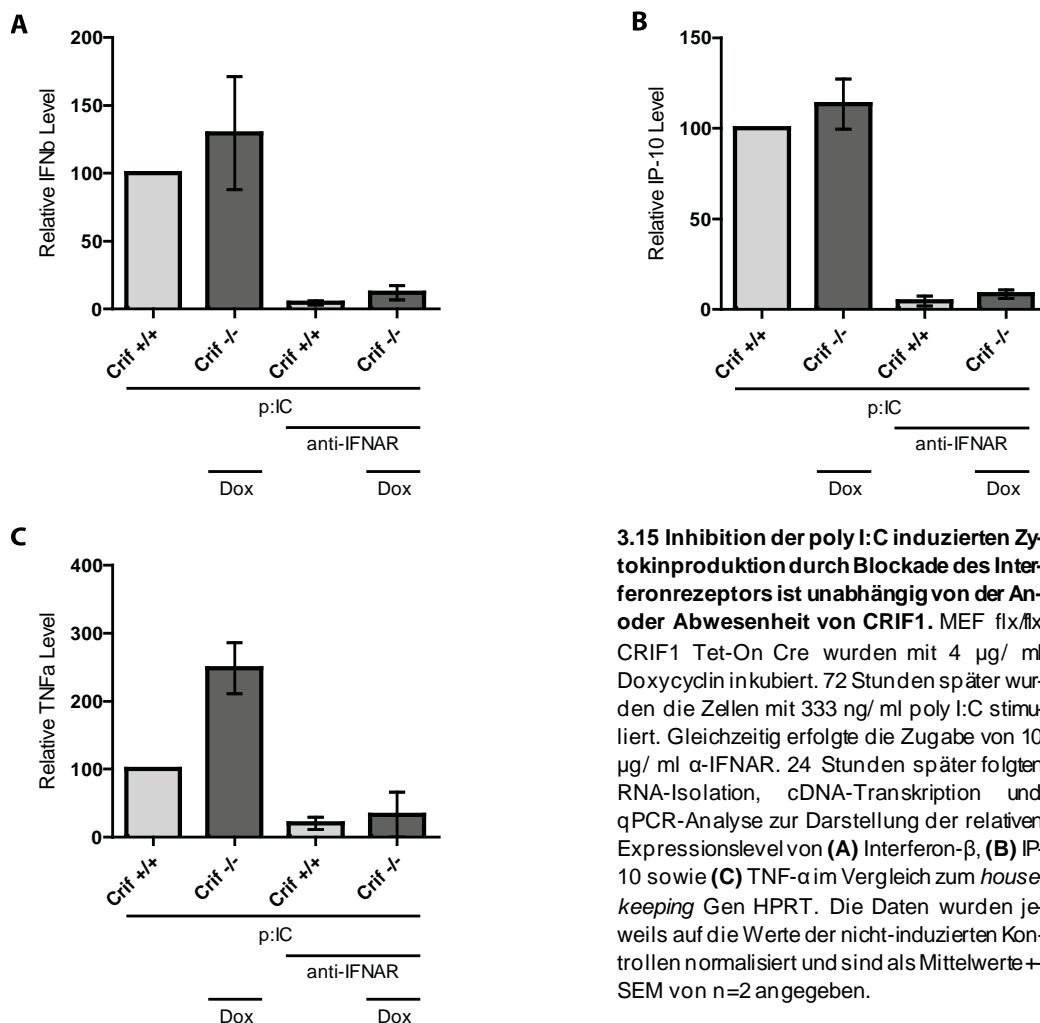 A
Relative IFNb Level
200
150
100
50
0
Crif +/+
Crif -/-
Crif +/+
Crif -/-
p:IC
anti-IFNAR
Dox
Dox
B
Relative IP-10 Level
150
100
50
0
Crif +/+
Crif -/-
Crif +/+
Crif -/-
p:IC
anti-IFNAR
Dox
Dox
C
Relative TNFa Level
400
300
200
100
0
Crif +/+
Crif -/-
Crif +/+
Crif -/-
p:IC
anti-IFNAR
Dox
Dox
3.15 Inhibition der poly I:C induzierten Zy-
tokinproduktion durch Blockade des Inter-
feronrezeptors ist unabhängig von der An-
oder Abwesenheit von CRIF1. MEF flx/flx
CRIF1 Tet-On Cre wurden mit 4 µg/ ml
Doxycyclin inkubiert. 72 Stunden später wur-
den die Zellen mit 333 ng/ ml poly I:C stimu-
liert. Gleichzeitig erfolgte die Zugabe von 10
µg/ ml α-IFNAR. 24 Stunden später folgten
RNA-Isolation, cDNA-Transkription und
qPCR-Analyse zur Darstellung der relativen
Expressionslevel von (A) Interferon-β, (B) IP-
10 sowie (C) TNF-α im Vergleich zum house
keeping Gen HPRT. Die Daten wurden je-
weils auf die Werte der nicht-induzierten Kon-
trollen normalisiert und sind als Mittelwerte +-
SEM von n=2 angegeben.